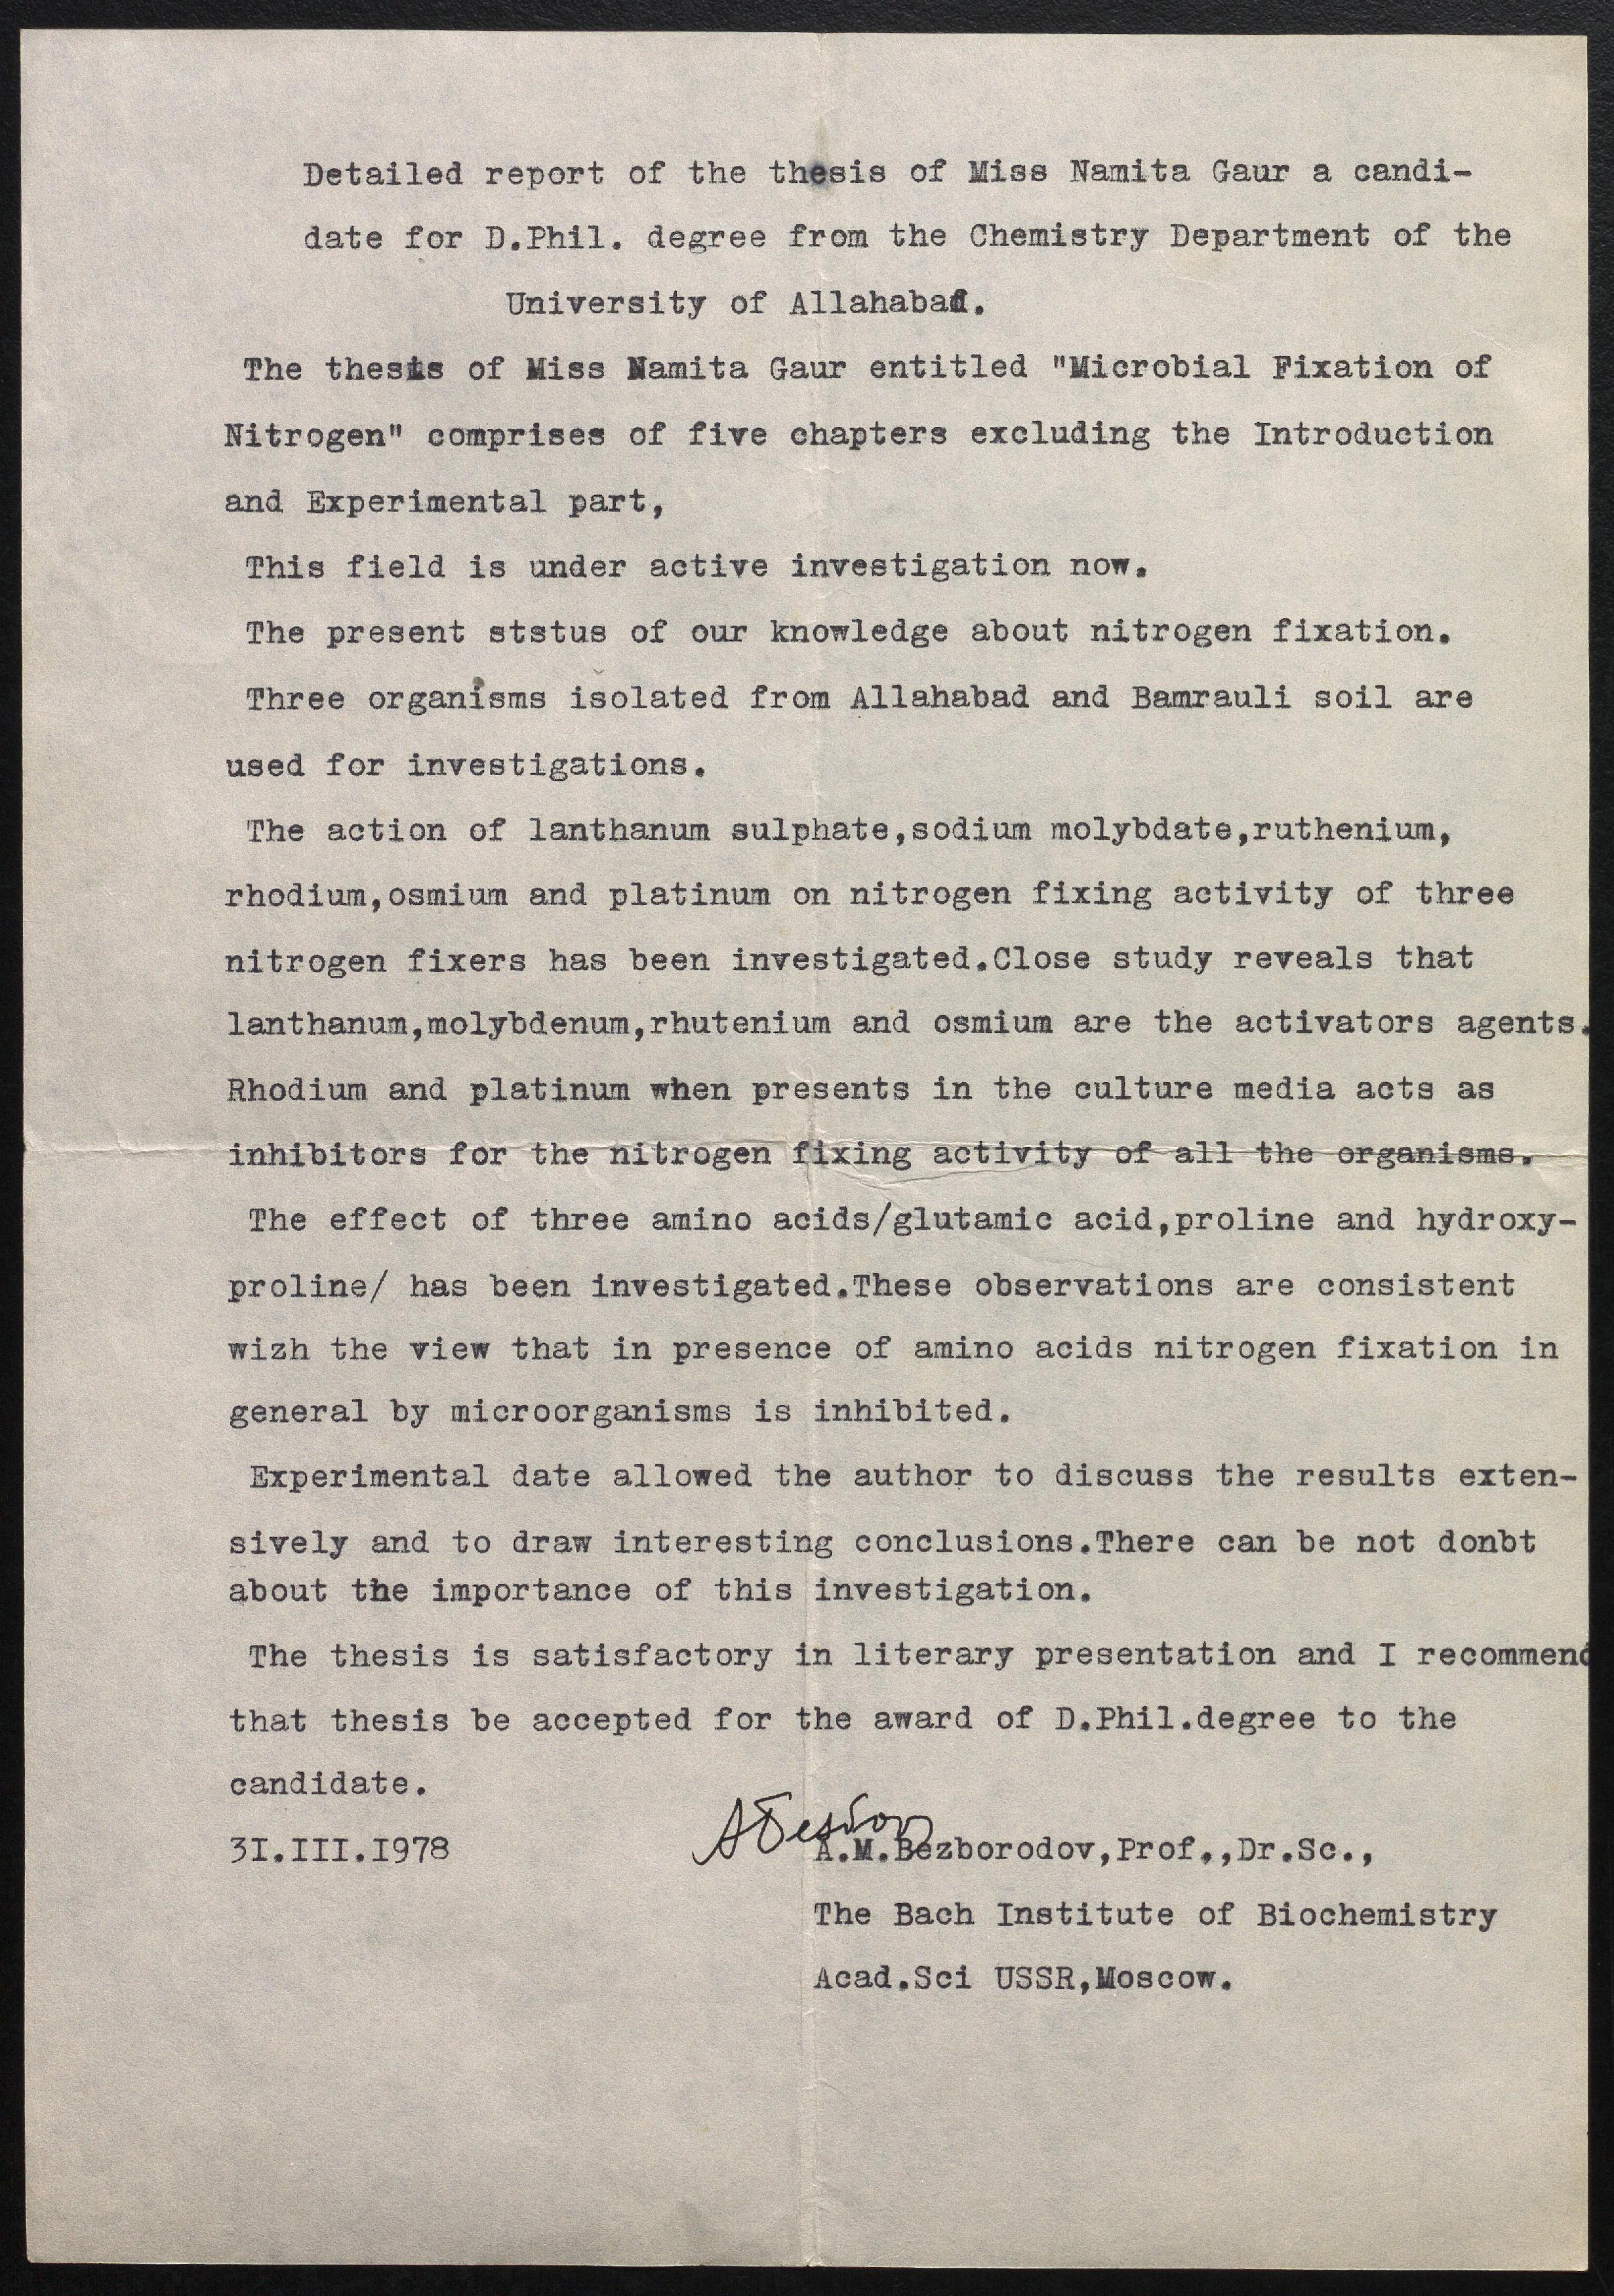 Detailed report of the thesis of Miss Namita Gaur a candi-
date for D.Phil. degree from the Chemistry Department of the
University of Allahabad.
The thesis of Miss Namita Gaur entitled "Microbial Fixation of
Nitrogen" comprises of five chapters excluding the Introduction
and Experimental part,
This field is under active investigation now.
The present ststus of our knowledge about nitrogen fixation.
Three organisms isolated from Allahabad and Bamrauli soil are
used for investigations.
The action of lanthanum sulphate,sodium molybdate,ruthenium,
rhodium,osmium and platinum on nitrogen fixing activity of three
nitrogen fixers has been investigated.Close study reveals that
lanthanum,molybdenum,rhutenium and osmium are the activators agents.
Rhodium and platinum when presents in the culture media acts as
inhibitors for the nitrogen fixing activity of all the organisms.
The effect of three amino acids/glutamic acid,proline and hydroxy-
proline/ has been investigated.These observations are consistent
wizh the view that in presence of amino acids nitrogen fixation in
general by microorganisms is inhibited.
Experimental date allowed the author to discuss the results exten-
sively and to draw interesting conclusions.There can be not donbt
about the importance of this investigation.
The thesis is satisfactory in literary presentation and I recommend
that thesis be accepted for the award of D.Phil.degree to the
candidate.
3I.III.I978 A.M.Bezborodov,Prof.,Dr.Sc.,
The Bach Institute of Biochemistry
Acad.Sci USSR,Moscow.